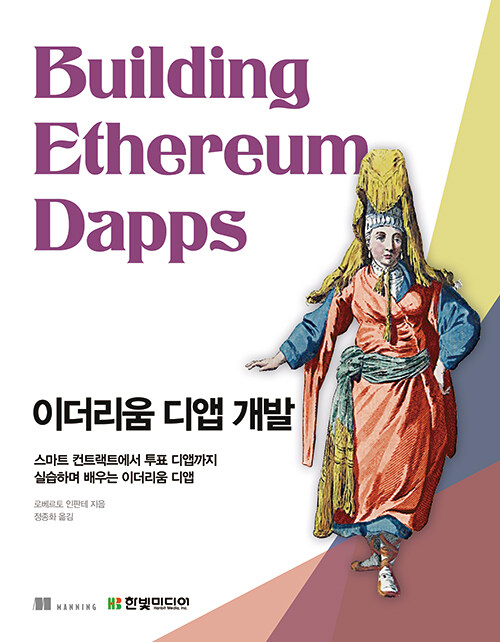 Building
Ethereum
Dapps
이더리움 디앱 개발
스마트 컨트랙트에서 투표 디앱까지
실습하며 배우는 이더리움 디앱
로베르토 인판테 지음
정종화 옮김
MANNING
HB 한빛미디어
Hanbit Media, Inc.